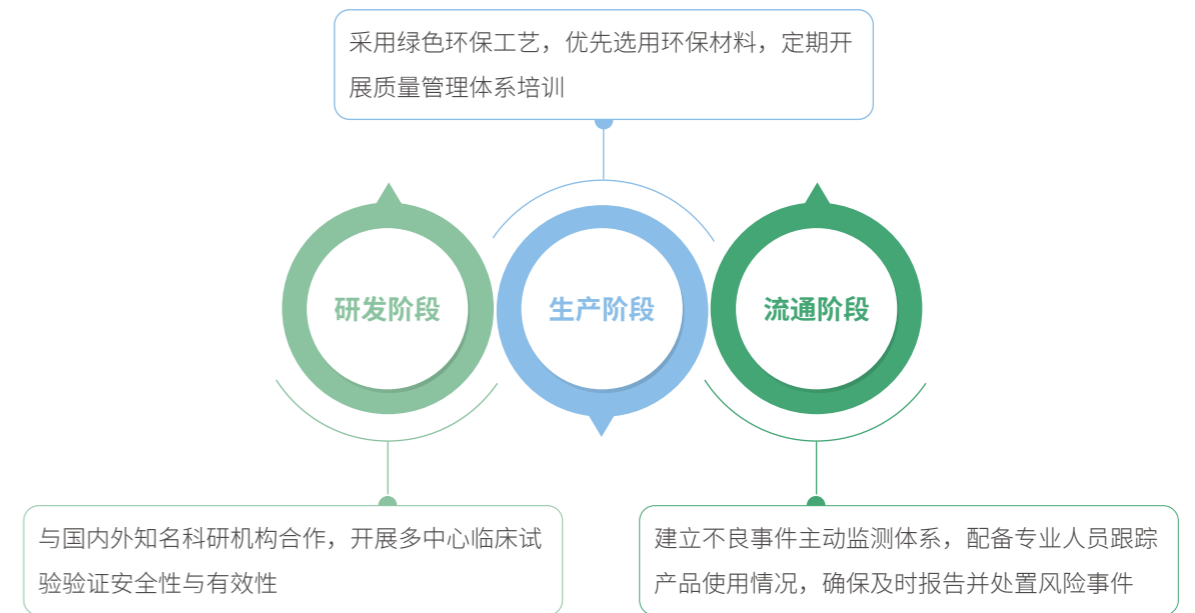 采用绿色环保工艺，优先选用环保材料，定期开
展质量管理体系培训
研发阶段
生产阶段
流通阶段
与国内外知名科研机构合作，开展多中心临床试
验验证安全性与有效性
建立不良事件主动监测体系，配备专业人员跟踪
产品使用情况，确保及时报告并处置风险事件